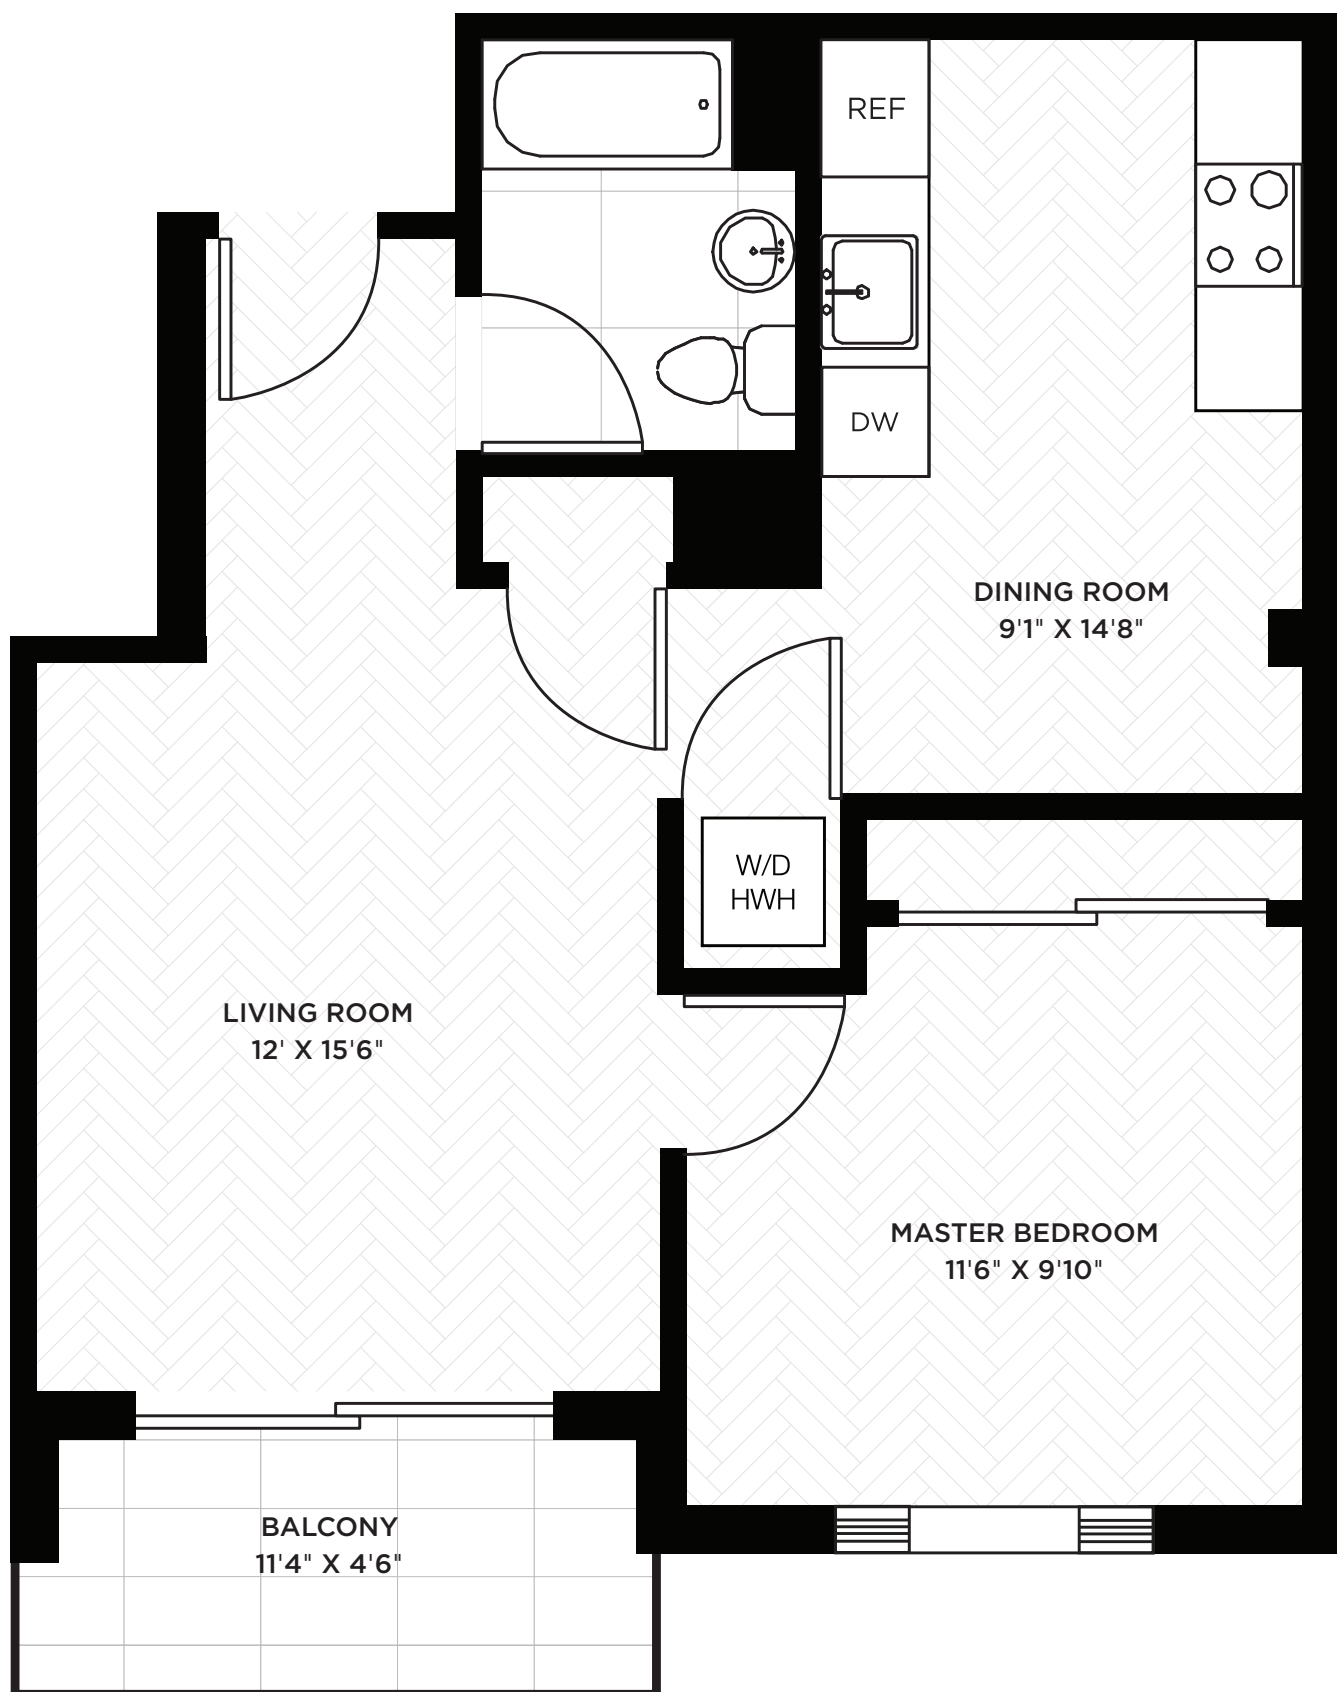 REF
DW
DINING ROOM
9'1" X 14'8"
W/D
HWH
LIVING ROOM
12' X 15'6"
MASTER BEDROOM
11'6" X 9'10"
BALCONY
11'4" X 4'6"